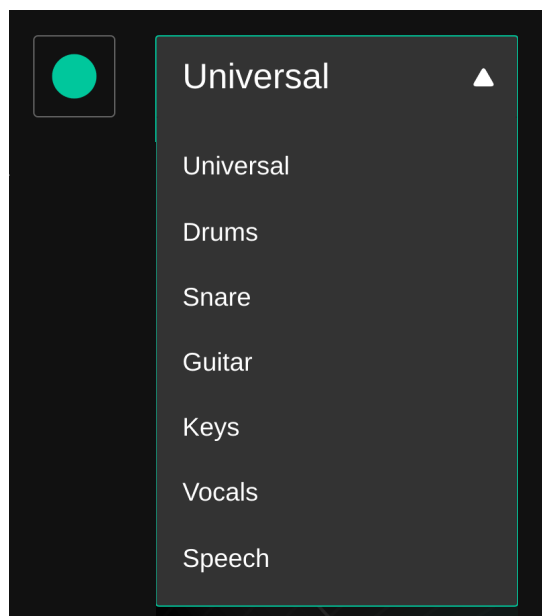 Universal
Universal
Drums
Snare
Guitar
Keys
Vocals
Speech